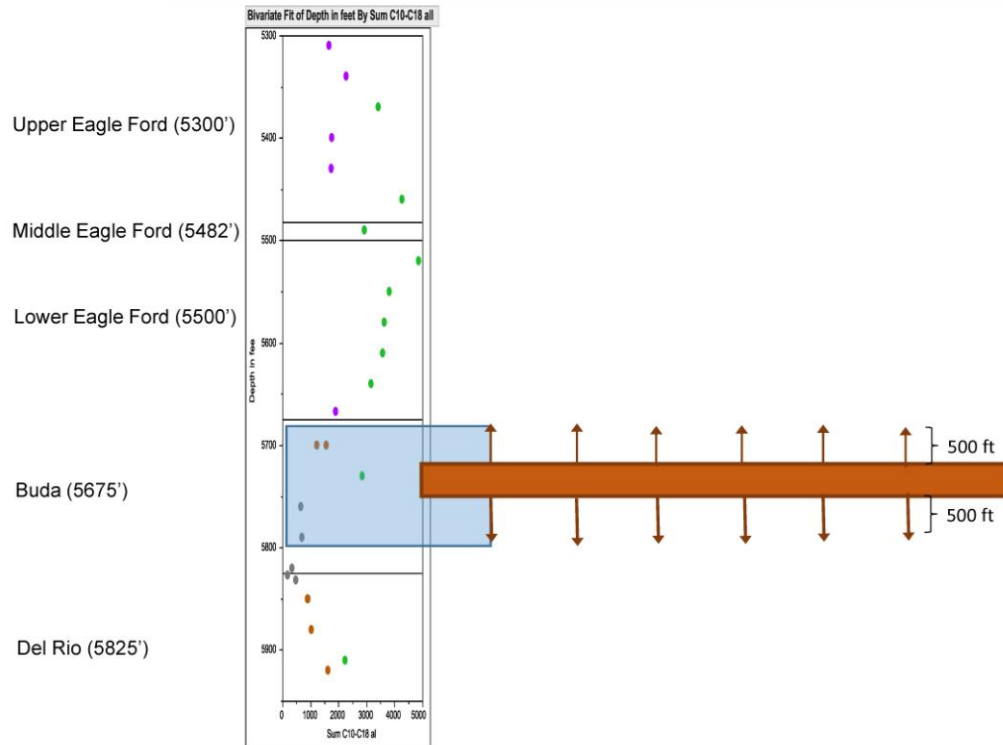 Bivariate Fit of Depth in feet By Sum C10-C18 all
Upper Eagle Ford (5300')
Middle Eagle Ford (5482')
Lower Eagle Ford (5500')
Buda (5675')
Del Rio (5825')
Depth in fee
5300
5400
5500
5600
5700
5800
5900
0 1000 2000 3000 4000 5000
Sum C10-C18 al
500 ft
500 ft